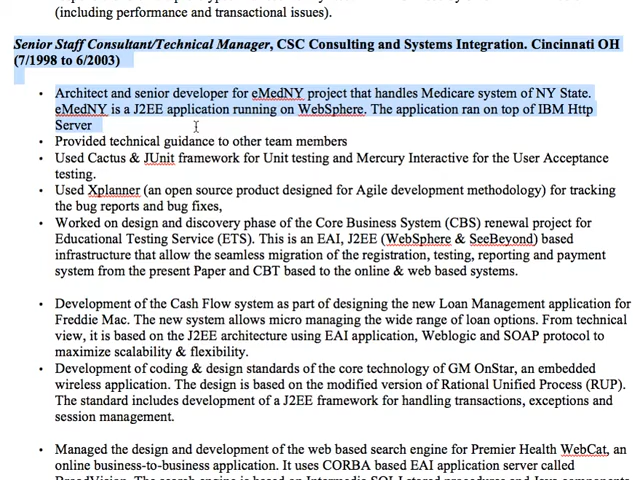 (including performance and transactional issues).
Senior Staff Consultant/Technical Manager, CSC Consulting and Systems Integration. Cincinnati OH
(7/1998 to 6/2003)
• Architect and senior developer for eMedNY project that handles Medicare system of NY State.
eMedNY is a J2EE application running on WebSphere. The application ran on top of IBM Http
Server
• Provided technical guidance to other team members
• Used Cactus & JUnit framework for Unit testing and Mercury Interactive for the User Acceptance
testing.
• Used Xplanner (an open source product designed for Agile development methodology) for tracking
the bug reports and bug fixes,
• Worked on design and discovery phase of the Core Business System (CBS) renewal project for
Educational Testing Service (ETS). This is an EAI, J2EE (WebSphere & SeeBeyond) based
infrastructure that allow the seamless migration of the registration, testing, reporting and payment
system from the present Paper and CBT based to the online & web based systems.
• Development of the Cash Flow system as part of designing the new Loan Management application for
Freddie Mac. The new system allows micro managing the wide range of loan options. From technical
view, it is based on the J2EE architecture using EAI application, Weblogic and SOAP protocol to
maximize scalability & flexibility.
• Development of coding & design standards of the core technology of GM OnStar, an embedded
wireless application. The design is based on the modified version of Rational Unified Process (RUP).
The standard includes development of a J2EE framework for handling transactions, exceptions and
session management.
• Managed the design and development of the web based search engine for Premier Health WebCat, an
online business-to-business application. It uses CORBA based EAI application server called